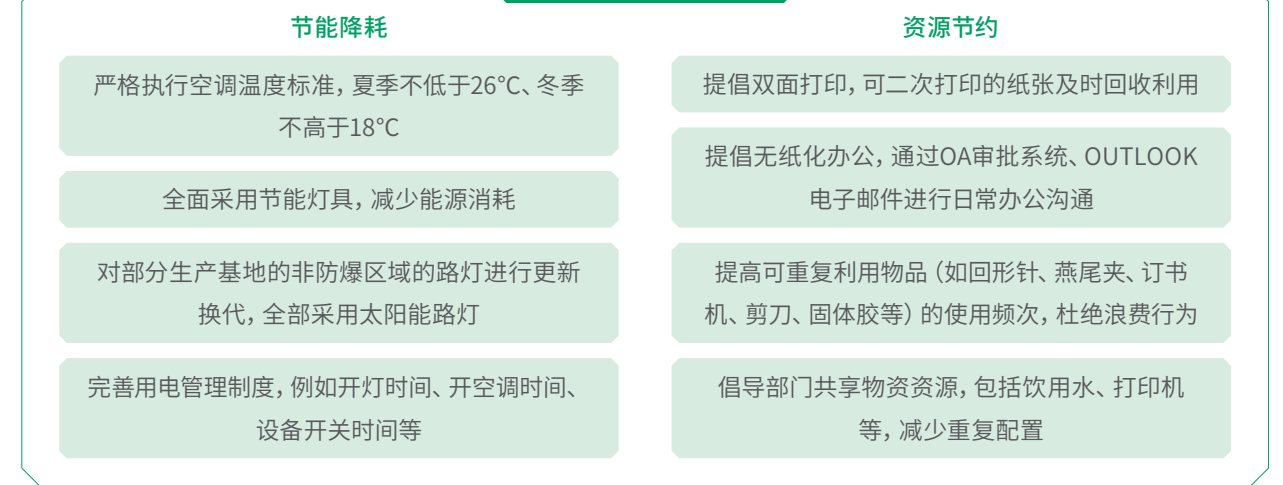 节能降耗
严格执行空调温度标准，夏季不低于26℃、冬季
不高于18℃
全面采用节能灯具，减少能源消耗
对部分生产基地的非防爆区域的路灯进行更新
换代，全部采用太阳能路灯
完善用电管理制度，例如开灯时间、开空调时间、
设备开关时间等
资源节约
提倡双面打印，可二次打印的纸张及时回收利用
提倡无纸化办公，通过OA审批系统、OUTLOOK
电子邮件进行日常办公沟通
提高可重复利用物品（如回形针、燕尾夹、订书
机、剪刀、固体胶等）的使用频次，杜绝浪费行为
倡导部门共享物资资源，包括饮用水、打印机
等，减少重复配置